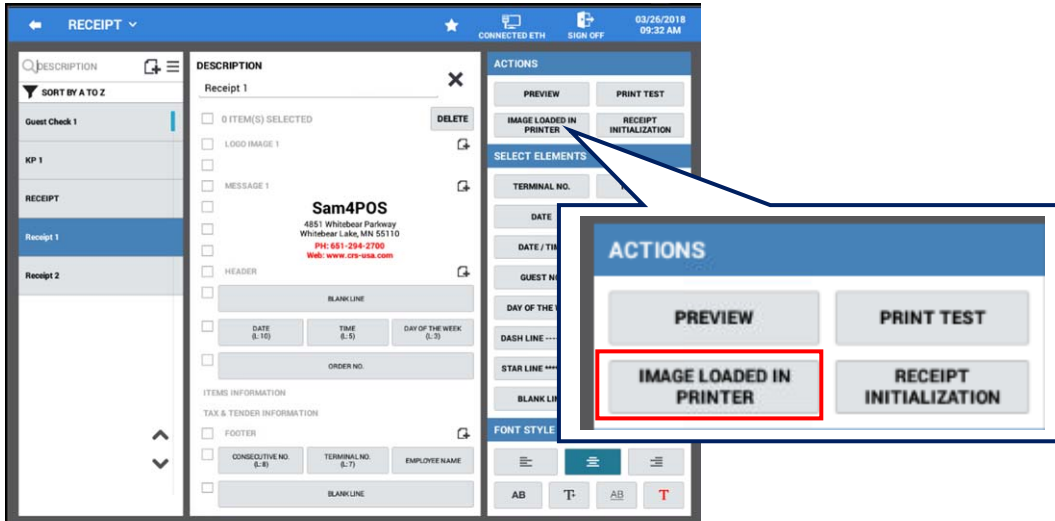 RECEIPT
CONNECTED ETH
SIGN OFF
03/26/2018
09:32 AM
DESCRIPTION
SORT BY A TO Z
Guest Check 1
KP 1
RECEIPT
Receipt 1
Receipt 2
DESCRIPTION
Receipt 1
0 ITEM(S) SELECTED
DELETE
LOGO IMAGE 1
MESSAGE 1
Sam4POS
4851 Whitebear Parkway
Whitebear Lake, MN 55110
PH: 651-294-2700
Web: www.crs-usa.com
HEADER
BLANK LINE
DATE
(L:10)
TIME
(L:5)
DAY OF THE WEEK
(L:3)
ORDER NO.
ITEMS INFORMATION
TAX & TENDER INFORMATION
FOOTER
CONSECUTIVE NO.
(L:8)
TERMINAL NO.
(L:7)
EMPLOYEE NAME
BLANK LINE
ACTIONS
PREVIEW
PRINT TEST
IMAGE LOADED IN
PRINTER
RECEIPT
INITIALIZATION
SELECT ELEMENTS
TERMINAL NO.
DATE
DATE / TIM
GUEST N
DAY OF THE
DASH LINE ----
STAR LINE ****
BLANK LI
FONT STYLE
AB
T+
AB
T
ACTIONS
PREVIEW
PRINT TEST
IMAGE LOADED IN
PRINTER
RECEIPT
INITIALIZATION